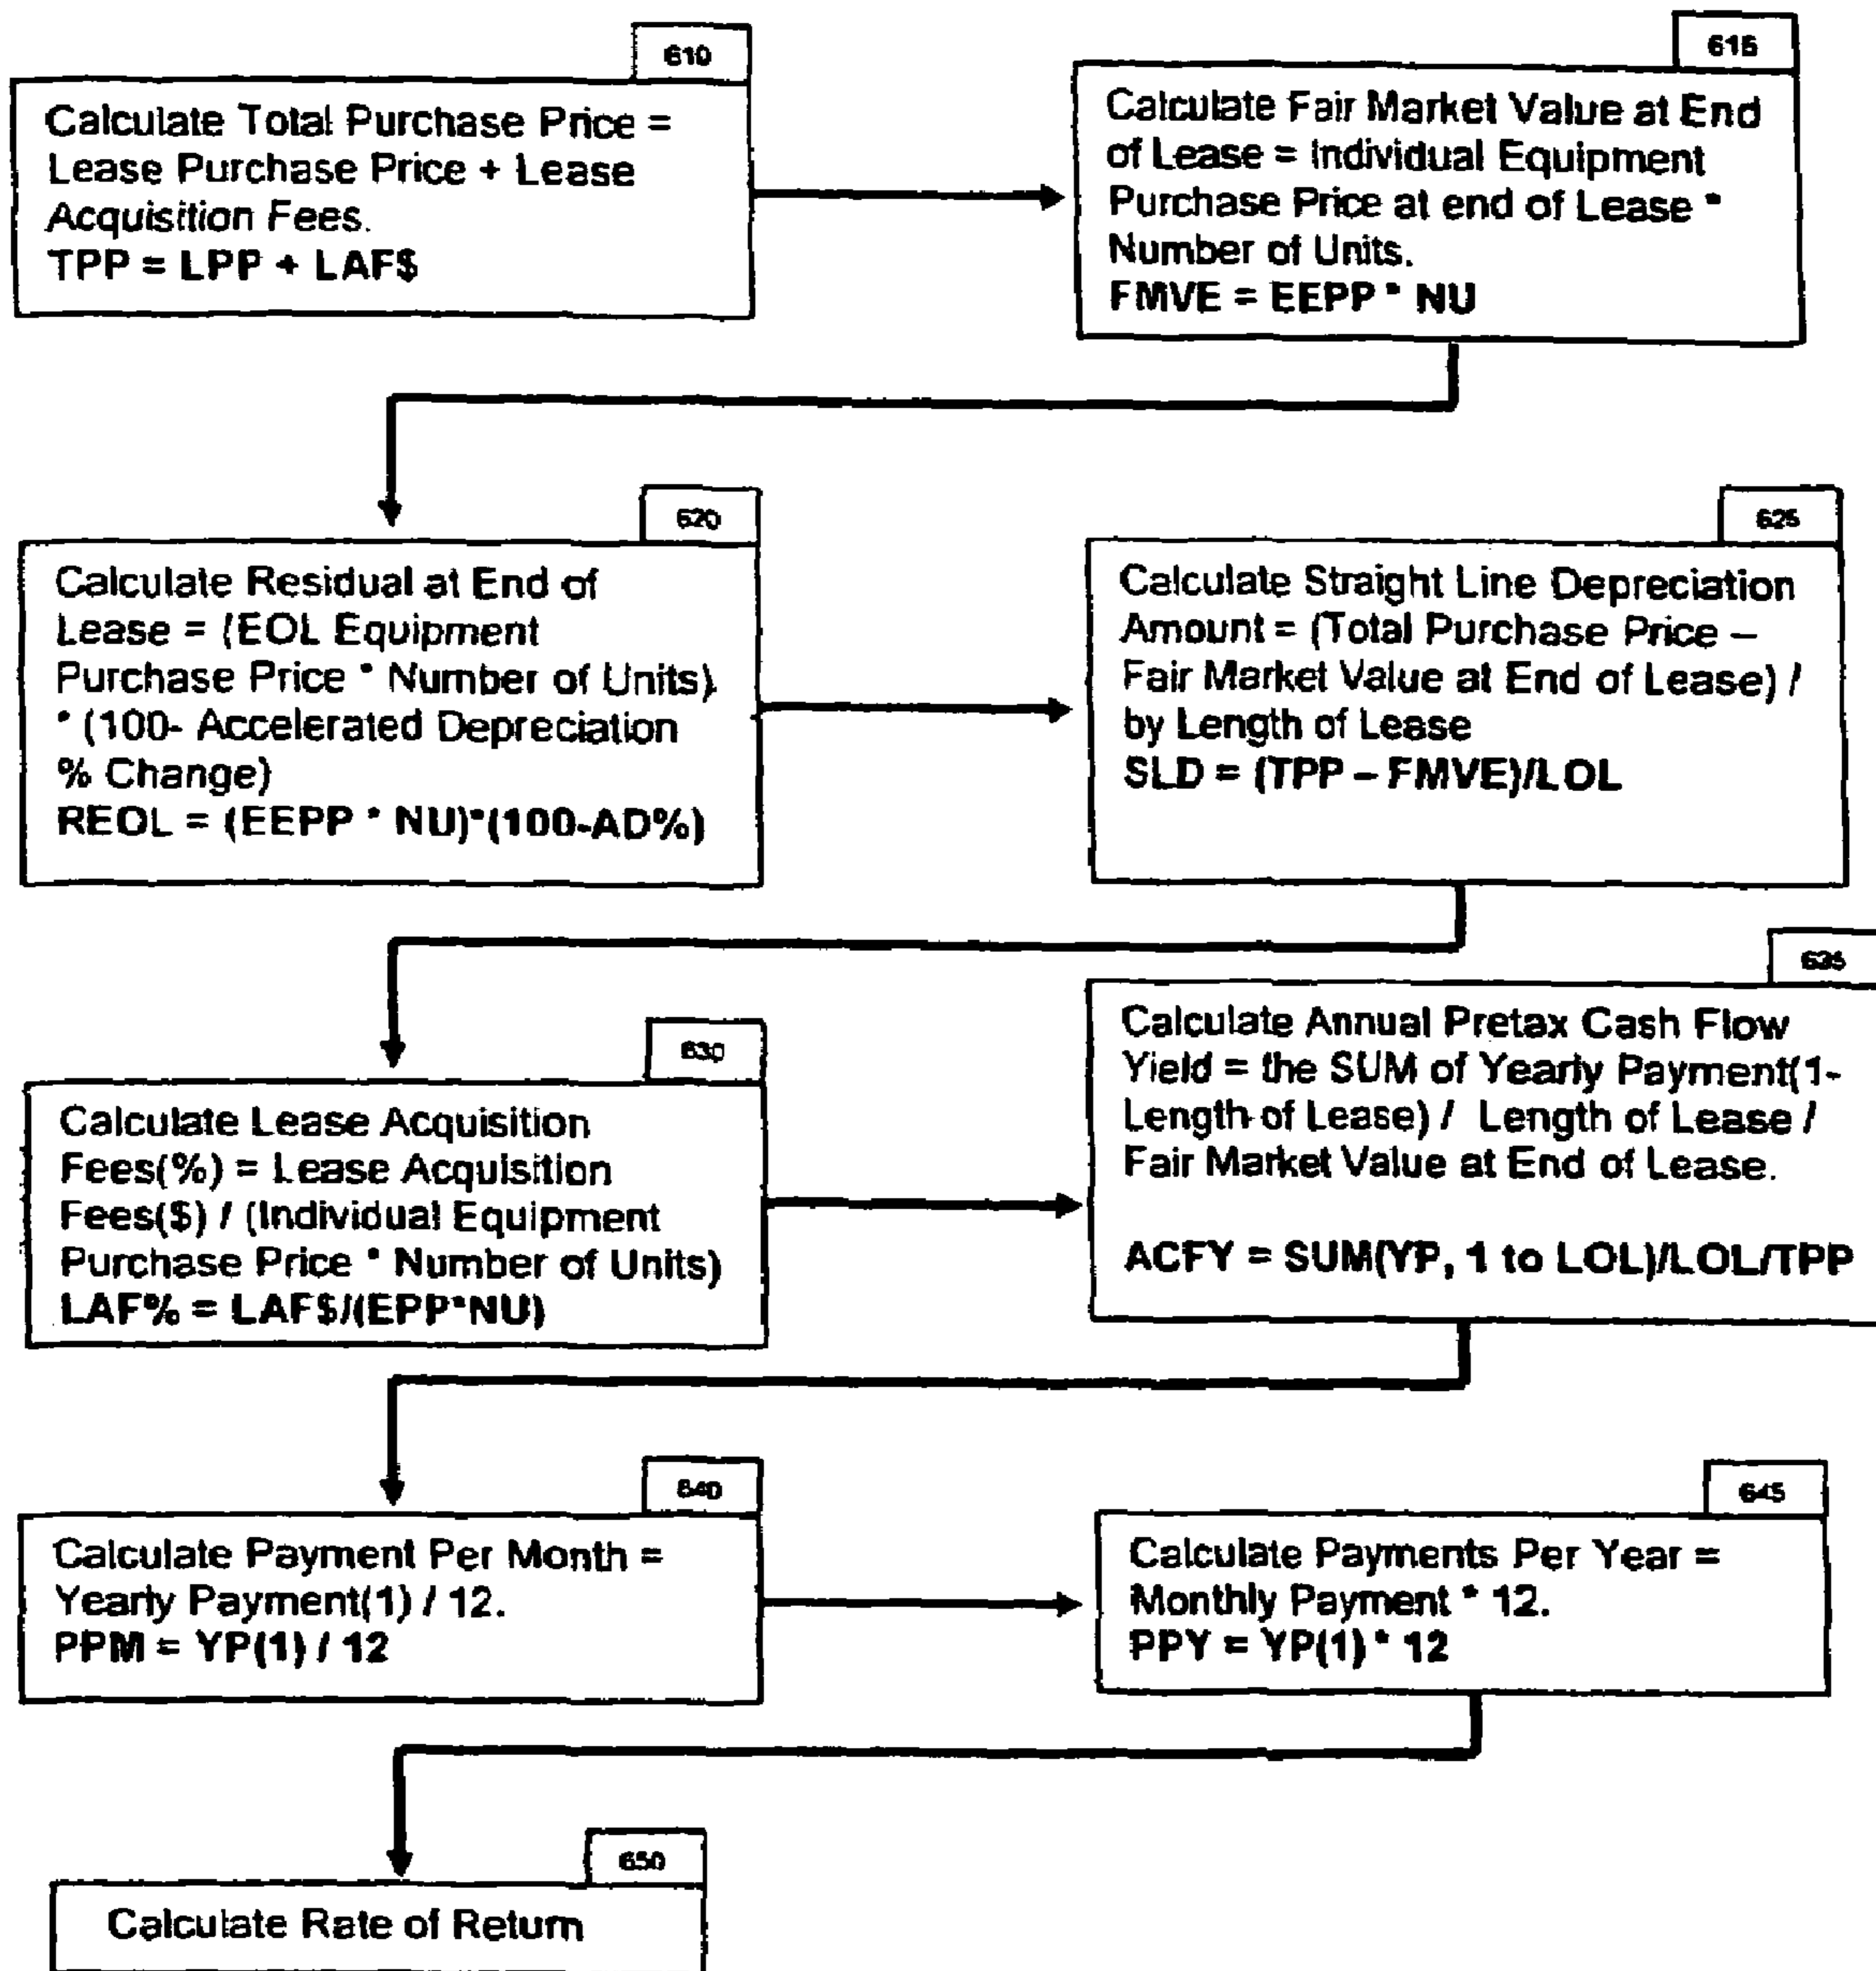 610
Calculate Total Purchase Price =
Lease Purchase Price + Lease
Acquisition Fees.
TPP = LPP + LAF$
615
Calculate Fair Market Value at End
of Lease = Individual Equipment
Purchase Price at end of Lease *
Number of Units.
FMVE = EEPP * NU
620
Calculate Residual at End of
Lease = (EOL Equipment
Purchase Price * Number of Units)
* (100- Accelerated Depreciation
% Change)
REOL = (EEPP * NU)*(100-AD%)
625
Calculate Straight Line Depreciation
Amount = (Total Purchase Price –
Fair Market Value at End of Lease) /
by Length of Lease
SLD = (TPP – FMVE)/LOL
630
Calculate Lease Acquisition
Fees(%) = Lease Acquisition
Fees($) / (Individual Equipment
Purchase Price * Number of Units)
LAF% = LAF$/(EPP*NU)
635
Calculate Annual Pretax Cash Flow
Yield = the SUM of Yearly Payment(1-
Length of Lease) / Length of Lease /
Fair Market Value at End of Lease.
ACFY = SUM(YP, 1 to LOL)/LOL/TPP
640
Calculate Payment Per Month =
Yearly Payment(1) / 12.
PPM = YP(1) / 12
645
Calculate Payments Per Year =
Monthly Payment * 12.
PPY = YP(1) * 12
650
Calculate Rate of Return